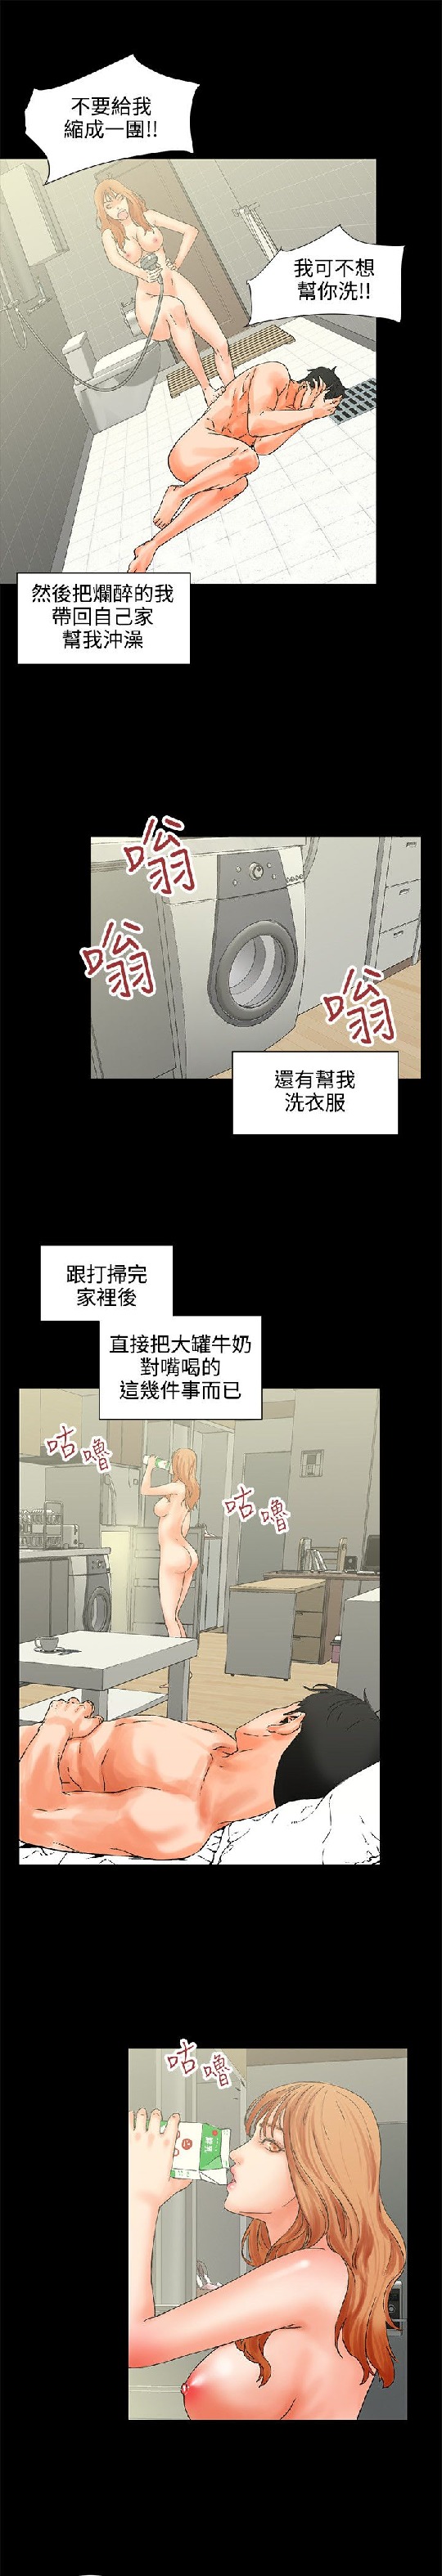 不要給我
縮成一團!!
我可不想
幫你洗!!
然後把爛醉的我
帶回自己家
幫我沖澡
嗡
嗡
嗡
還有幫我
洗衣服
跟打掃完
家裡後
直接把大罐牛奶
對嘴喝的
這幾件事而已
咕嚕
咕嚕
咕嚕